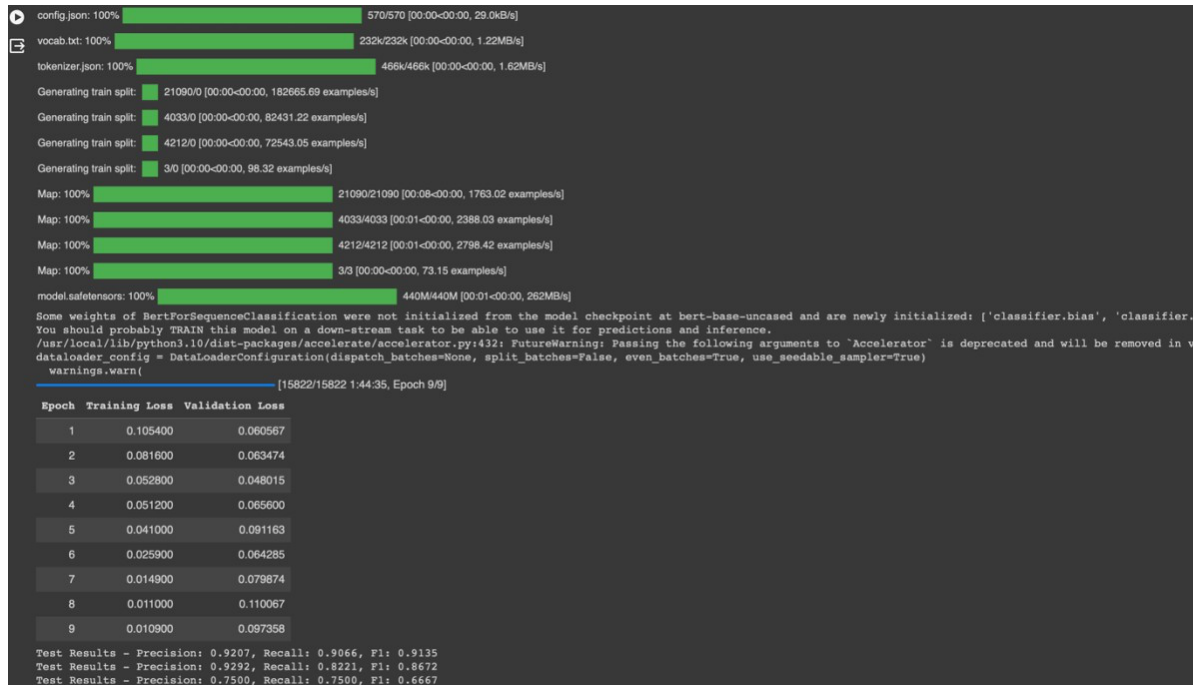 config.json: 100% 570/570 [00:00<00:00, 29.0kB/s]
vocab.txt: 100% 232k/232k [00:00<00:00, 1.22MB/s]
tokenizer.json: 100% 466k/466k [00:00<00:00, 1.62MB/s]
Generating train split: 21090/0 [00:00<00:00, 182665.69 examples/s]
Generating train split: 4033/0 [00:00<00:00, 82431.22 examples/s]
Generating train split: 4212/0 [00:00<00:00, 72543.05 examples/s]
Generating train split: 3/0 [00:00<00:00, 98.32 examples/s]
Map: 100% 21090/21090 [00:08<00:00, 1763.02 examples/s]
Map: 100% 4033/4033 [00:01<00:00, 2388.03 examples/s]
Map: 100% 4212/4212 [00:01<00:00, 2798.42 examples/s]
Map: 100% 3/3 [00:00<00:00, 73.15 examples/s]
model.safetensors: 100% 440M/440M [00:01<00:00, 262MB/s]
Some weights of BertForSequenceClassification were not initialized from the model checkpoint at bert-base-uncased and are newly initialized: ['classifier.bias', 'classifier.
You should probably TRAIN this model on a down-stream task to be able to use it for predictions and inference.
/usr/local/lib/python3.10/dist-packages/accelerate/accelerator.py:432: FutureWarning: Passing the following arguments to `Accelerator` is deprecated and will be removed in v
dataloader_config = DataLoaderConfiguration(dispatch_batches=None, split_batches=False, even_batches=True, use_seedable_sampler=True)
warnings.warn(
[15822/15822 1:44:35, Epoch 9/9]
Epoch Training Loss Validation Loss
1 0.105400 0.060567
2 0.081600 0.063474
3 0.052800 0.048015
4 0.051200 0.065600
5 0.041000 0.091163
6 0.025900 0.064285
7 0.014900 0.079874
8 0.011000 0.110067
9 0.010900 0.097358
Test Results - Precision: 0.9207, Recall: 0.9066, F1: 0.9135
Test Results - Precision: 0.9292, Recall: 0.8221, F1: 0.8672
Test Results - Precision: 0.7500, Recall: 0.7500, F1: 0.6667